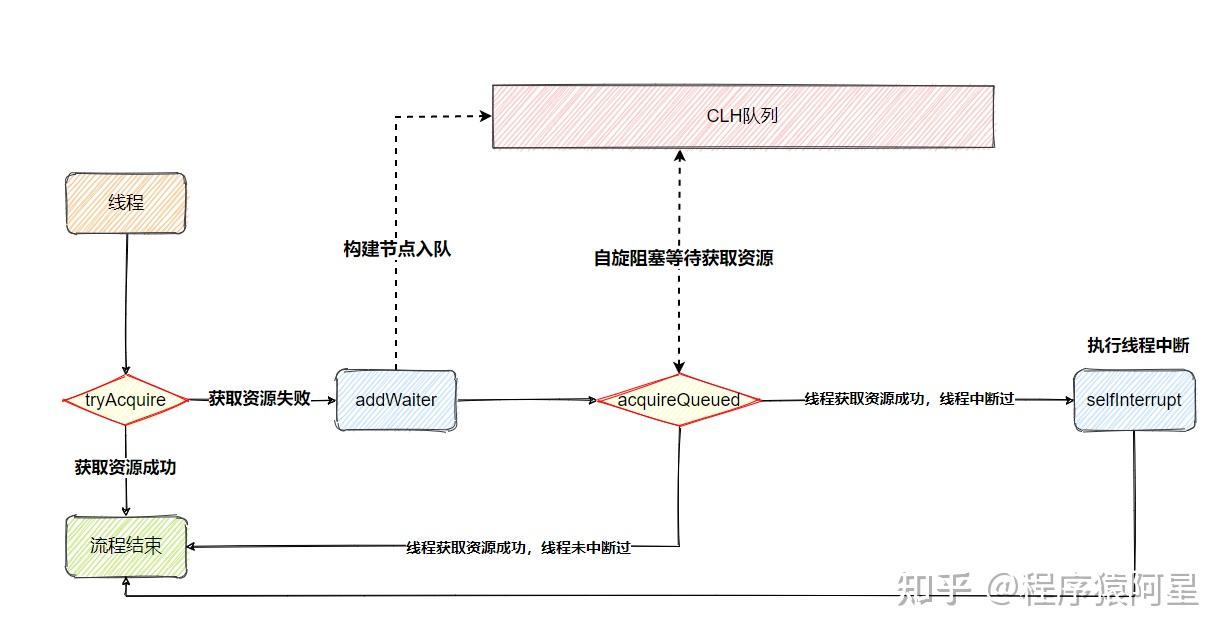 CLH队列
线程
构建节点入队
自旋阻塞等待获取资源
执行线程中断
tryAcquire
获取资源失败
addWaiter
acquireQueued
线程获取资源成功，线程中断过
selfInterrupt
获取资源成功
流程结束
线程获取资源成功，线程未中断过
知乎 @程序猿阿星